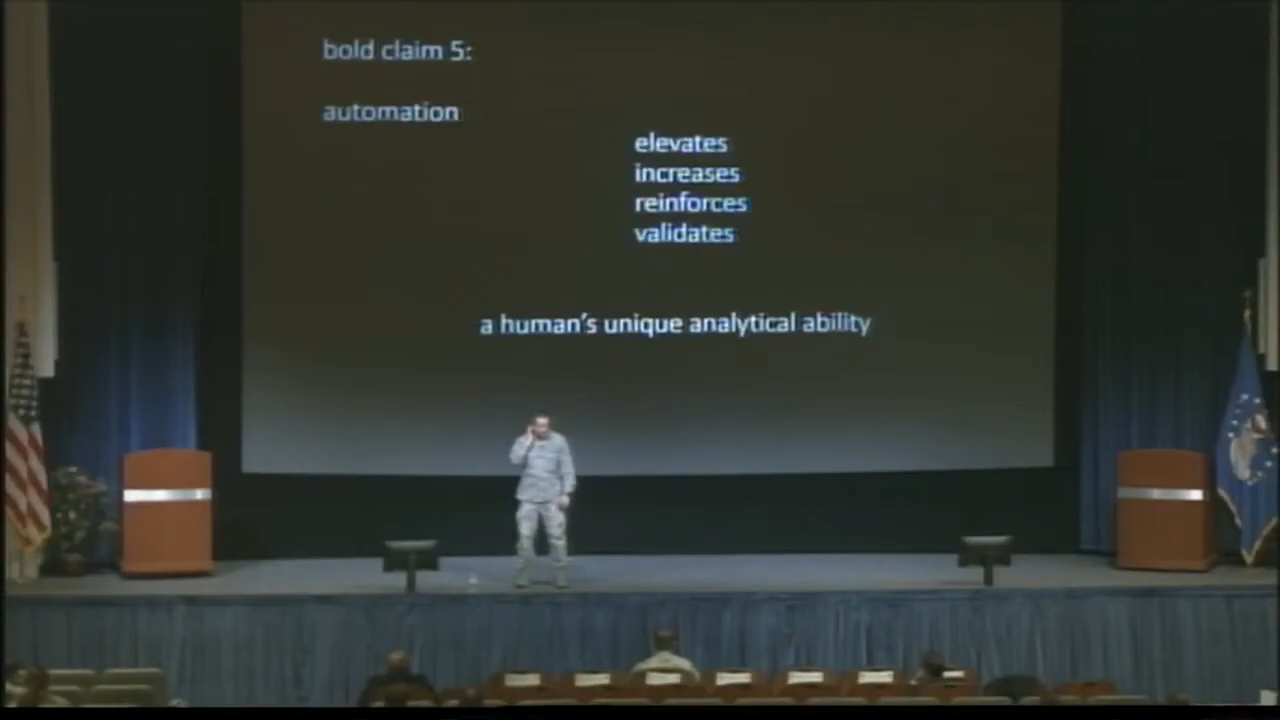 bold claim 5:
automation
elevates
increases
reinforces
validates
a human's unique analytical ability